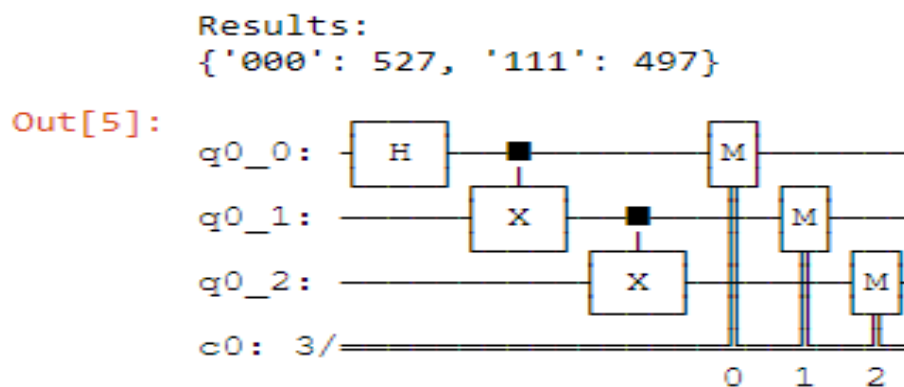 Results:
{'000': 527, '111': 497}
Out[5]:
q0_0: H M
q0_1: X M
q0_2: X M
c0: 3/
0 1 2